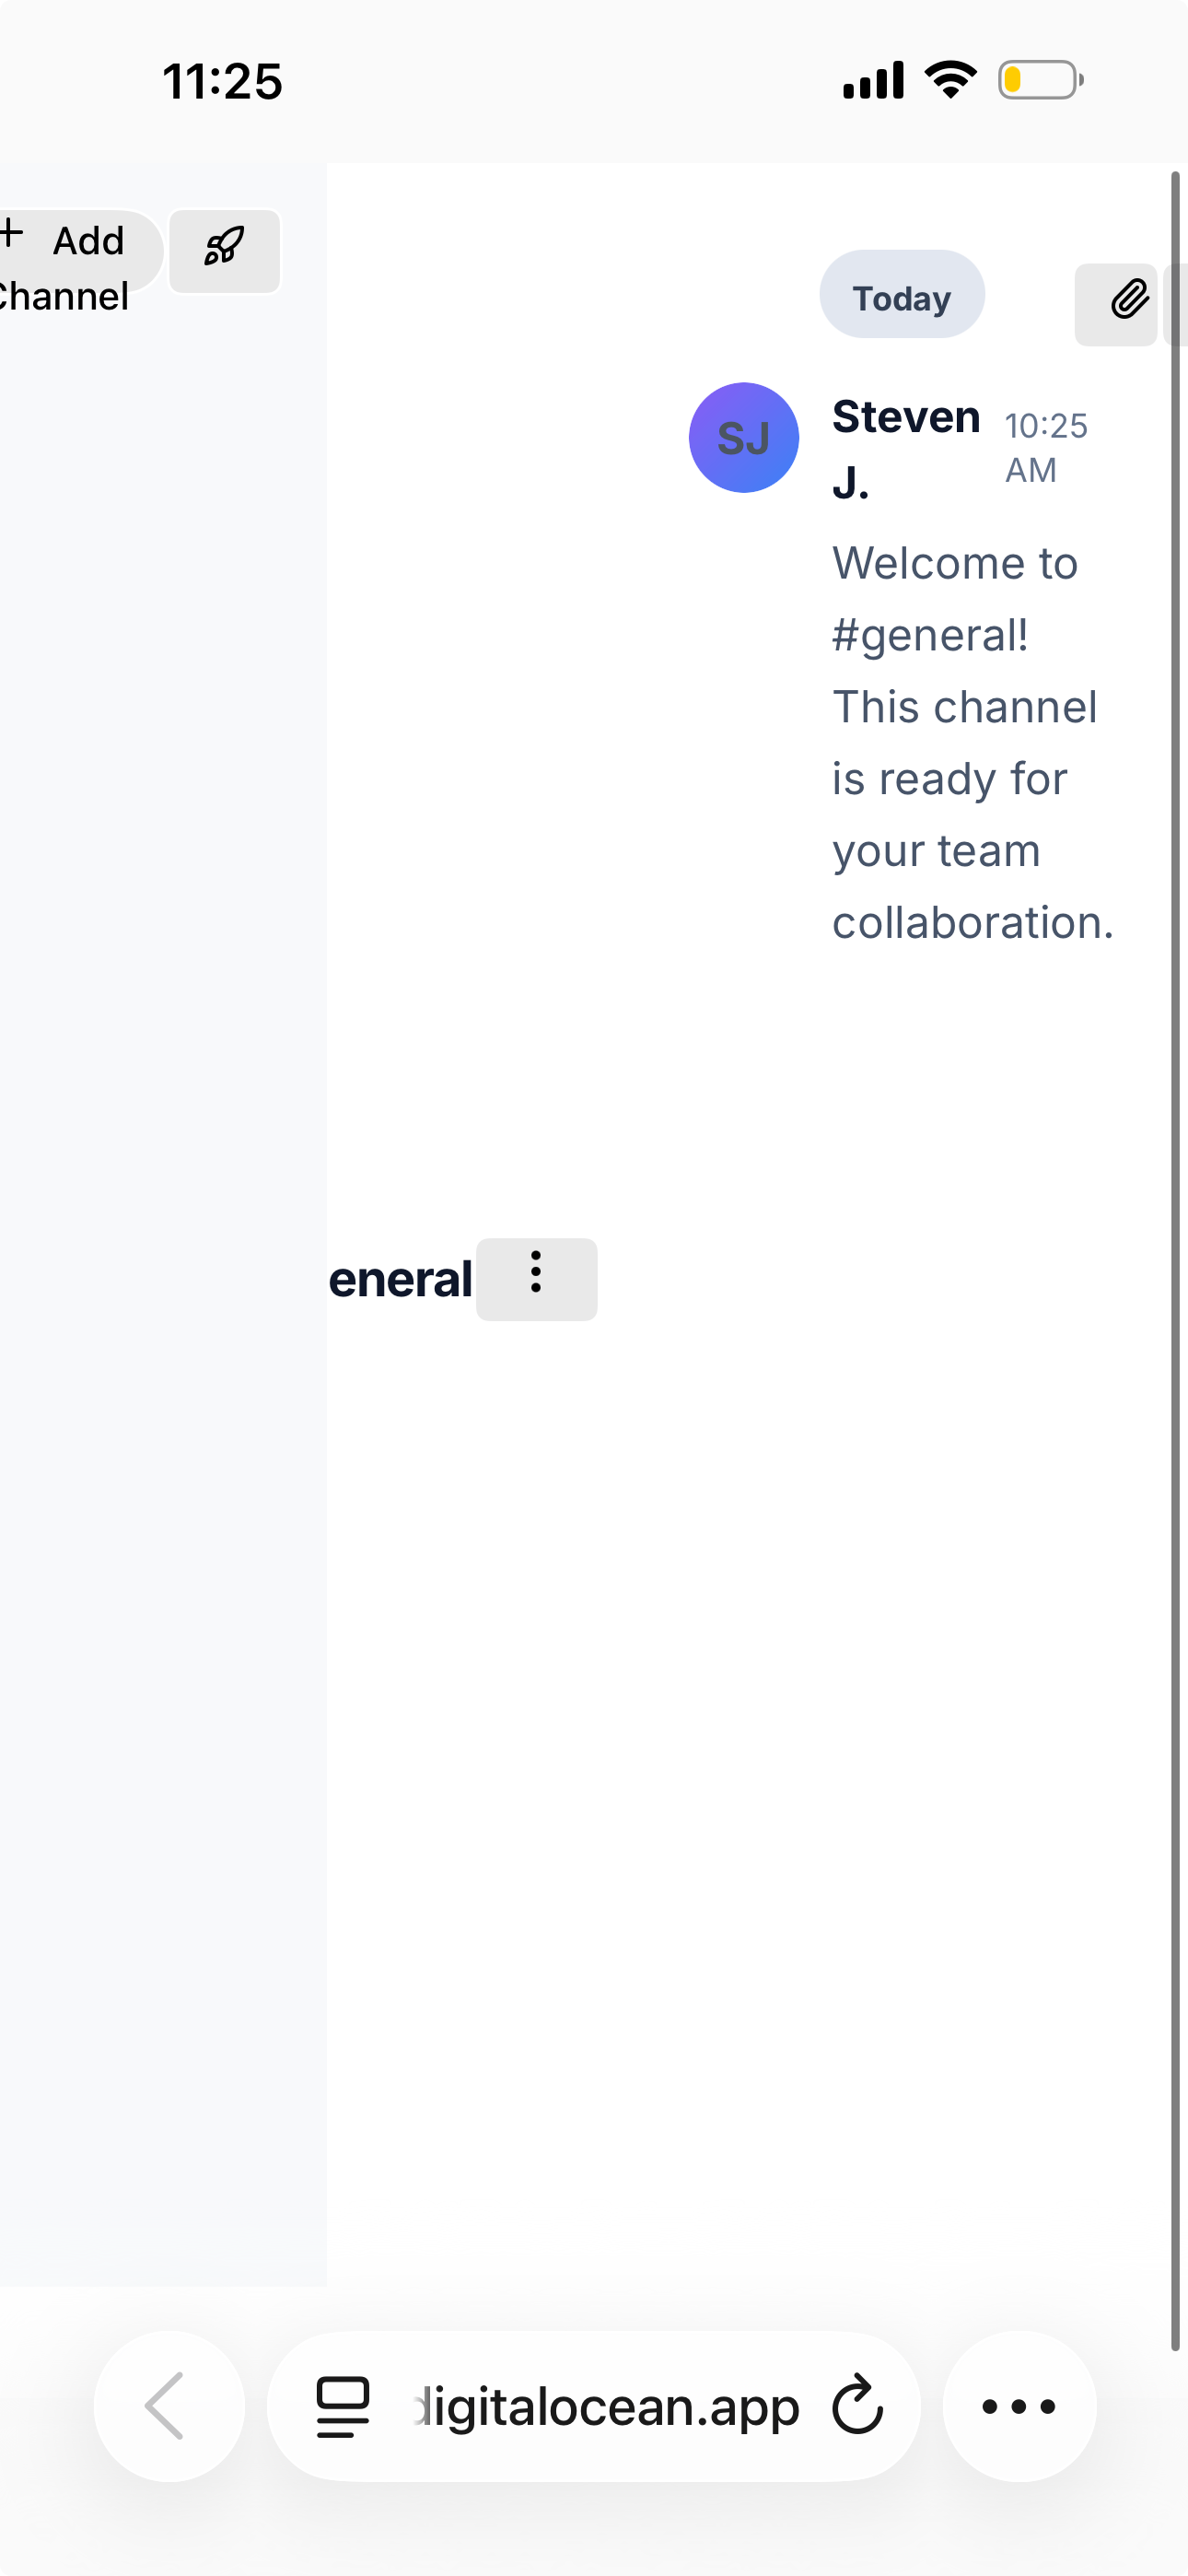 11:25
+ Add
Channel
Today
SJ
Steven
J.
10:25
AM
Welcome to
#general!
This channel
is ready for
your team
collaboration.
eneral
digitalocean.app